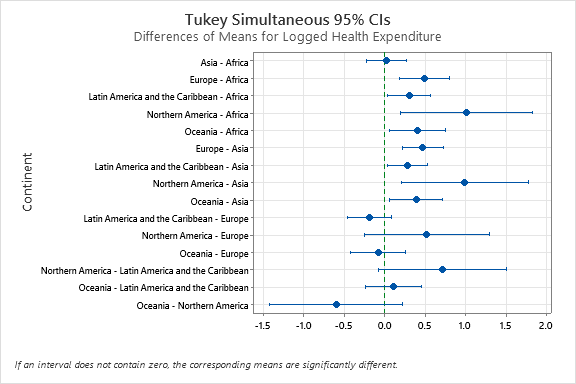 Tukey Simultaneous 95% CIs
Differences of Means for Logged Health Expenditure
Continent
Asia - Africa
Europe - Africa
Latin America and the Caribbean - Africa
Northern America - Africa
Oceania - Africa
Europe - Asia
Latin America and the Caribbean - Asia
Northern America - Asia
Oceania - Asia
Latin America and the Caribbean - Europe
Northern America - Europe
Oceania - Europe
Northern America - Latin America and the Caribbean
Oceania - Latin America and the Caribbean
Oceania - Northern America
-1.5 -1.0 -0.5 0.0 0.5 1.0 1.5 2.0
If an interval does not contain zero, the corresponding means are significantly different.